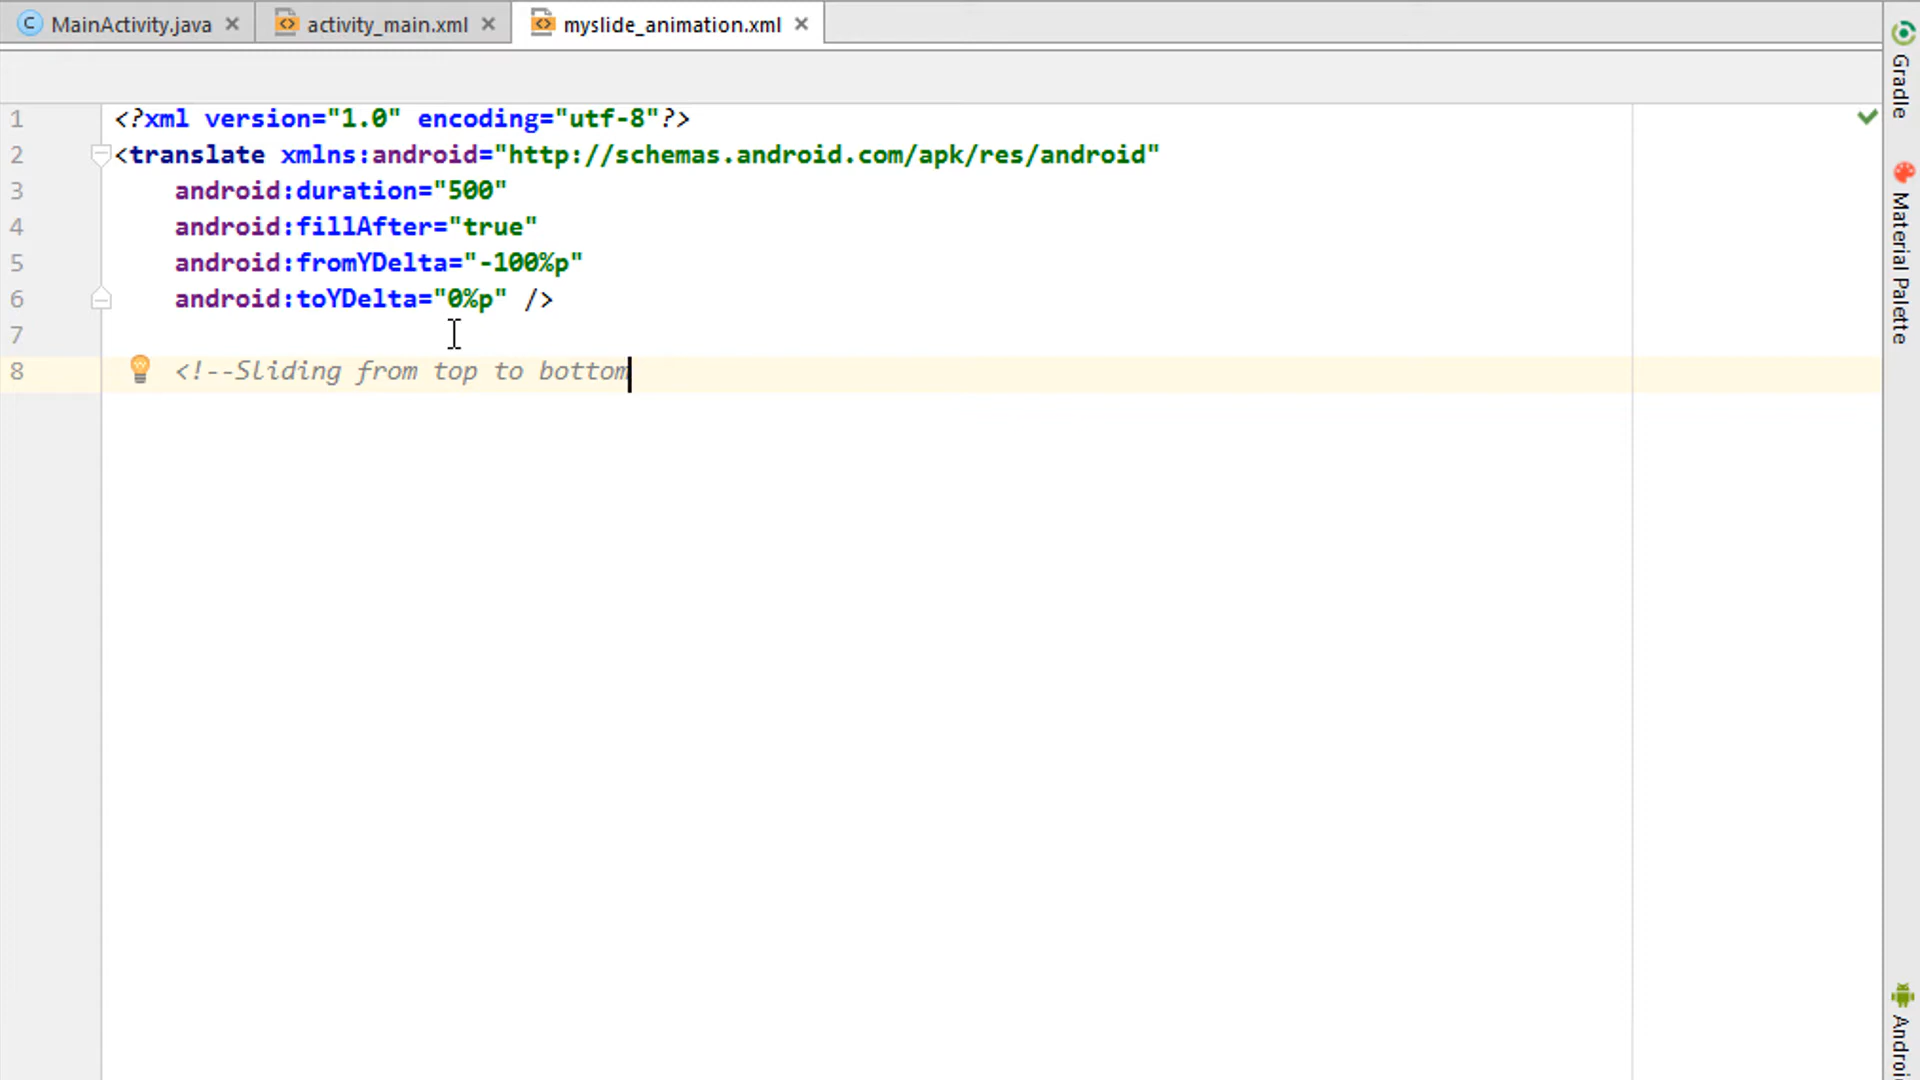 MainActivity.java
activity_main.xml
myslide_animation.xml
1 <?xml version="1.0" encoding="utf-8"?>
2 <translate xmlns:android="http://schemas.android.com/apk/res/android"
3 android:duration="500"
4 android:fillAfter="true"
5 android:fromYDelta="-100%p"
6 android:toYDelta="0%p" />
7
8 <!--Sliding from top to bottom
Gradle
Material Palette